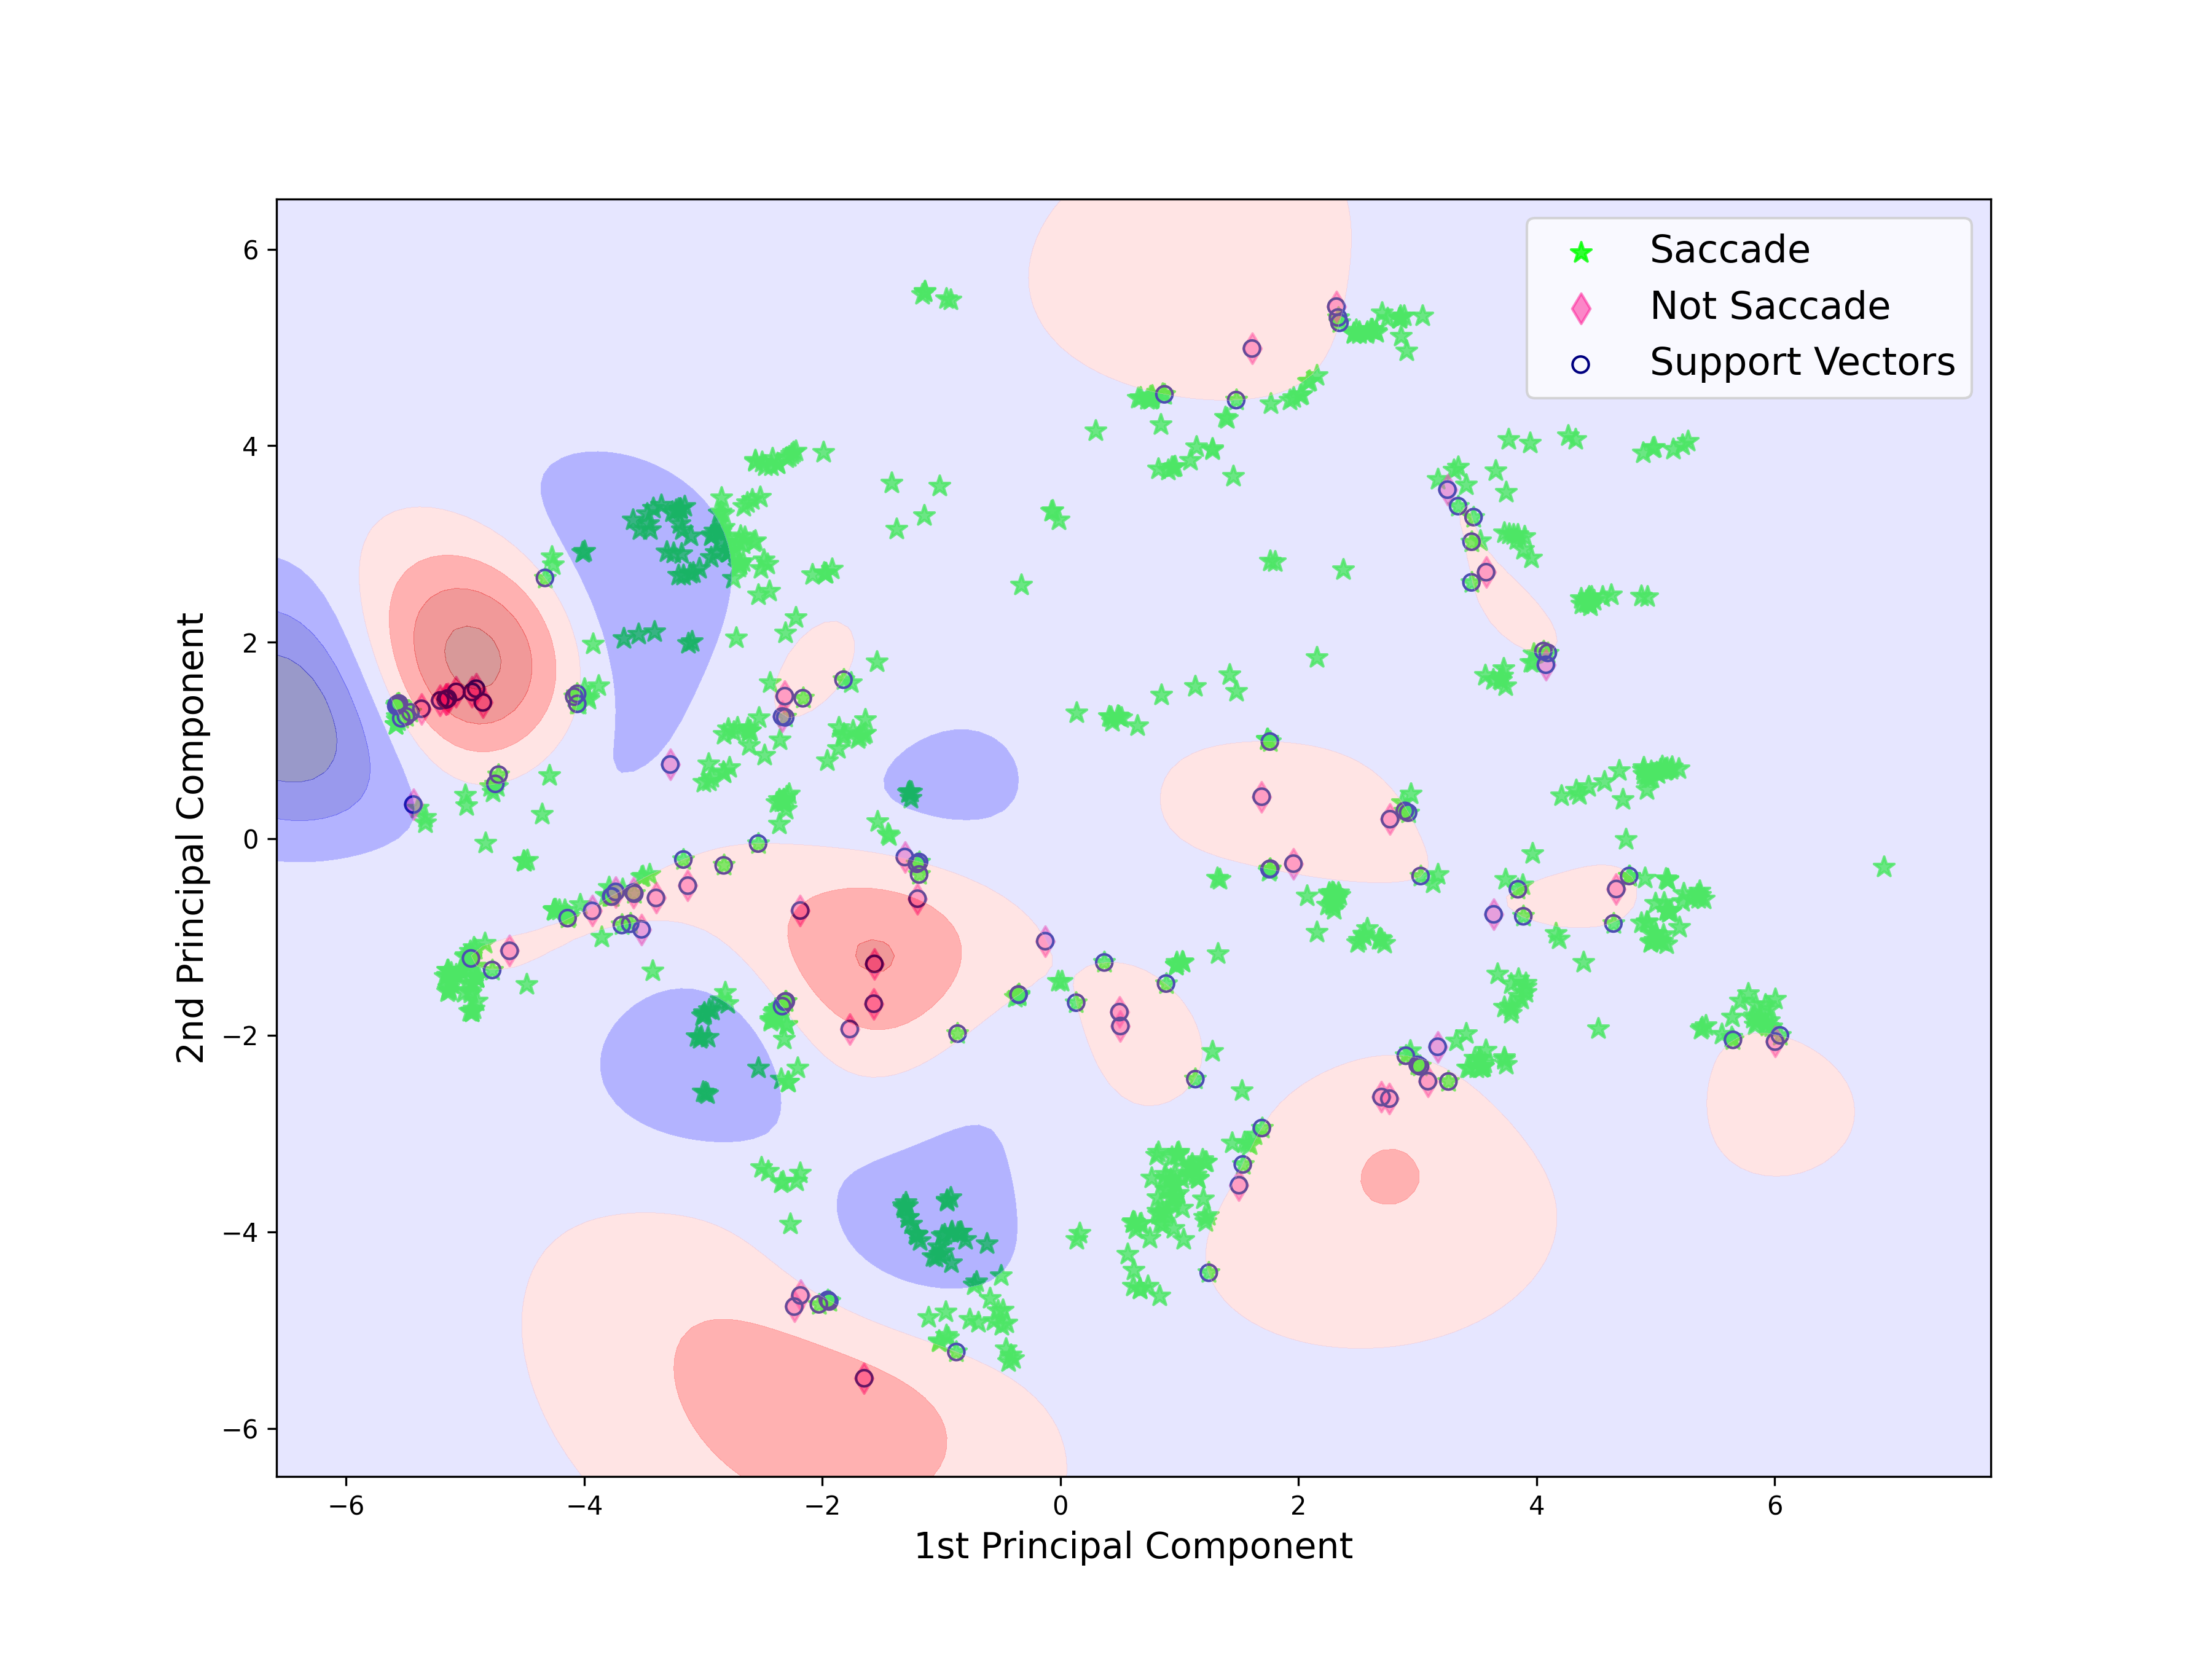 Saccade
Not Saccade
Support Vectors
6
4
2
0
−2
−4
−6
2nd Principal Component
−6 −4 −2 0 2 4 6
1st Principal Component